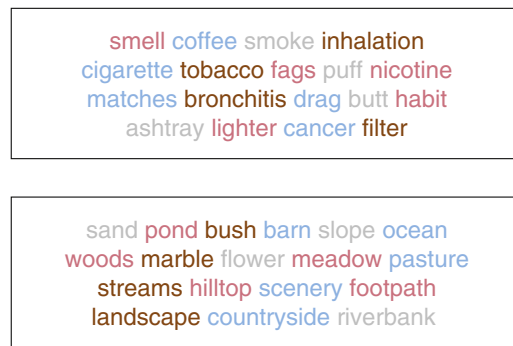 smell coffee smoke inhalation
cigarette tobacco fags puff nicotine
matches bronchitis drag butt habit
ashtray lighter cancer filter
sand pond bush barn slope ocean
woods marble flower meadow pasture
streams hilltop scenery footpath
landscape countryside riverbank